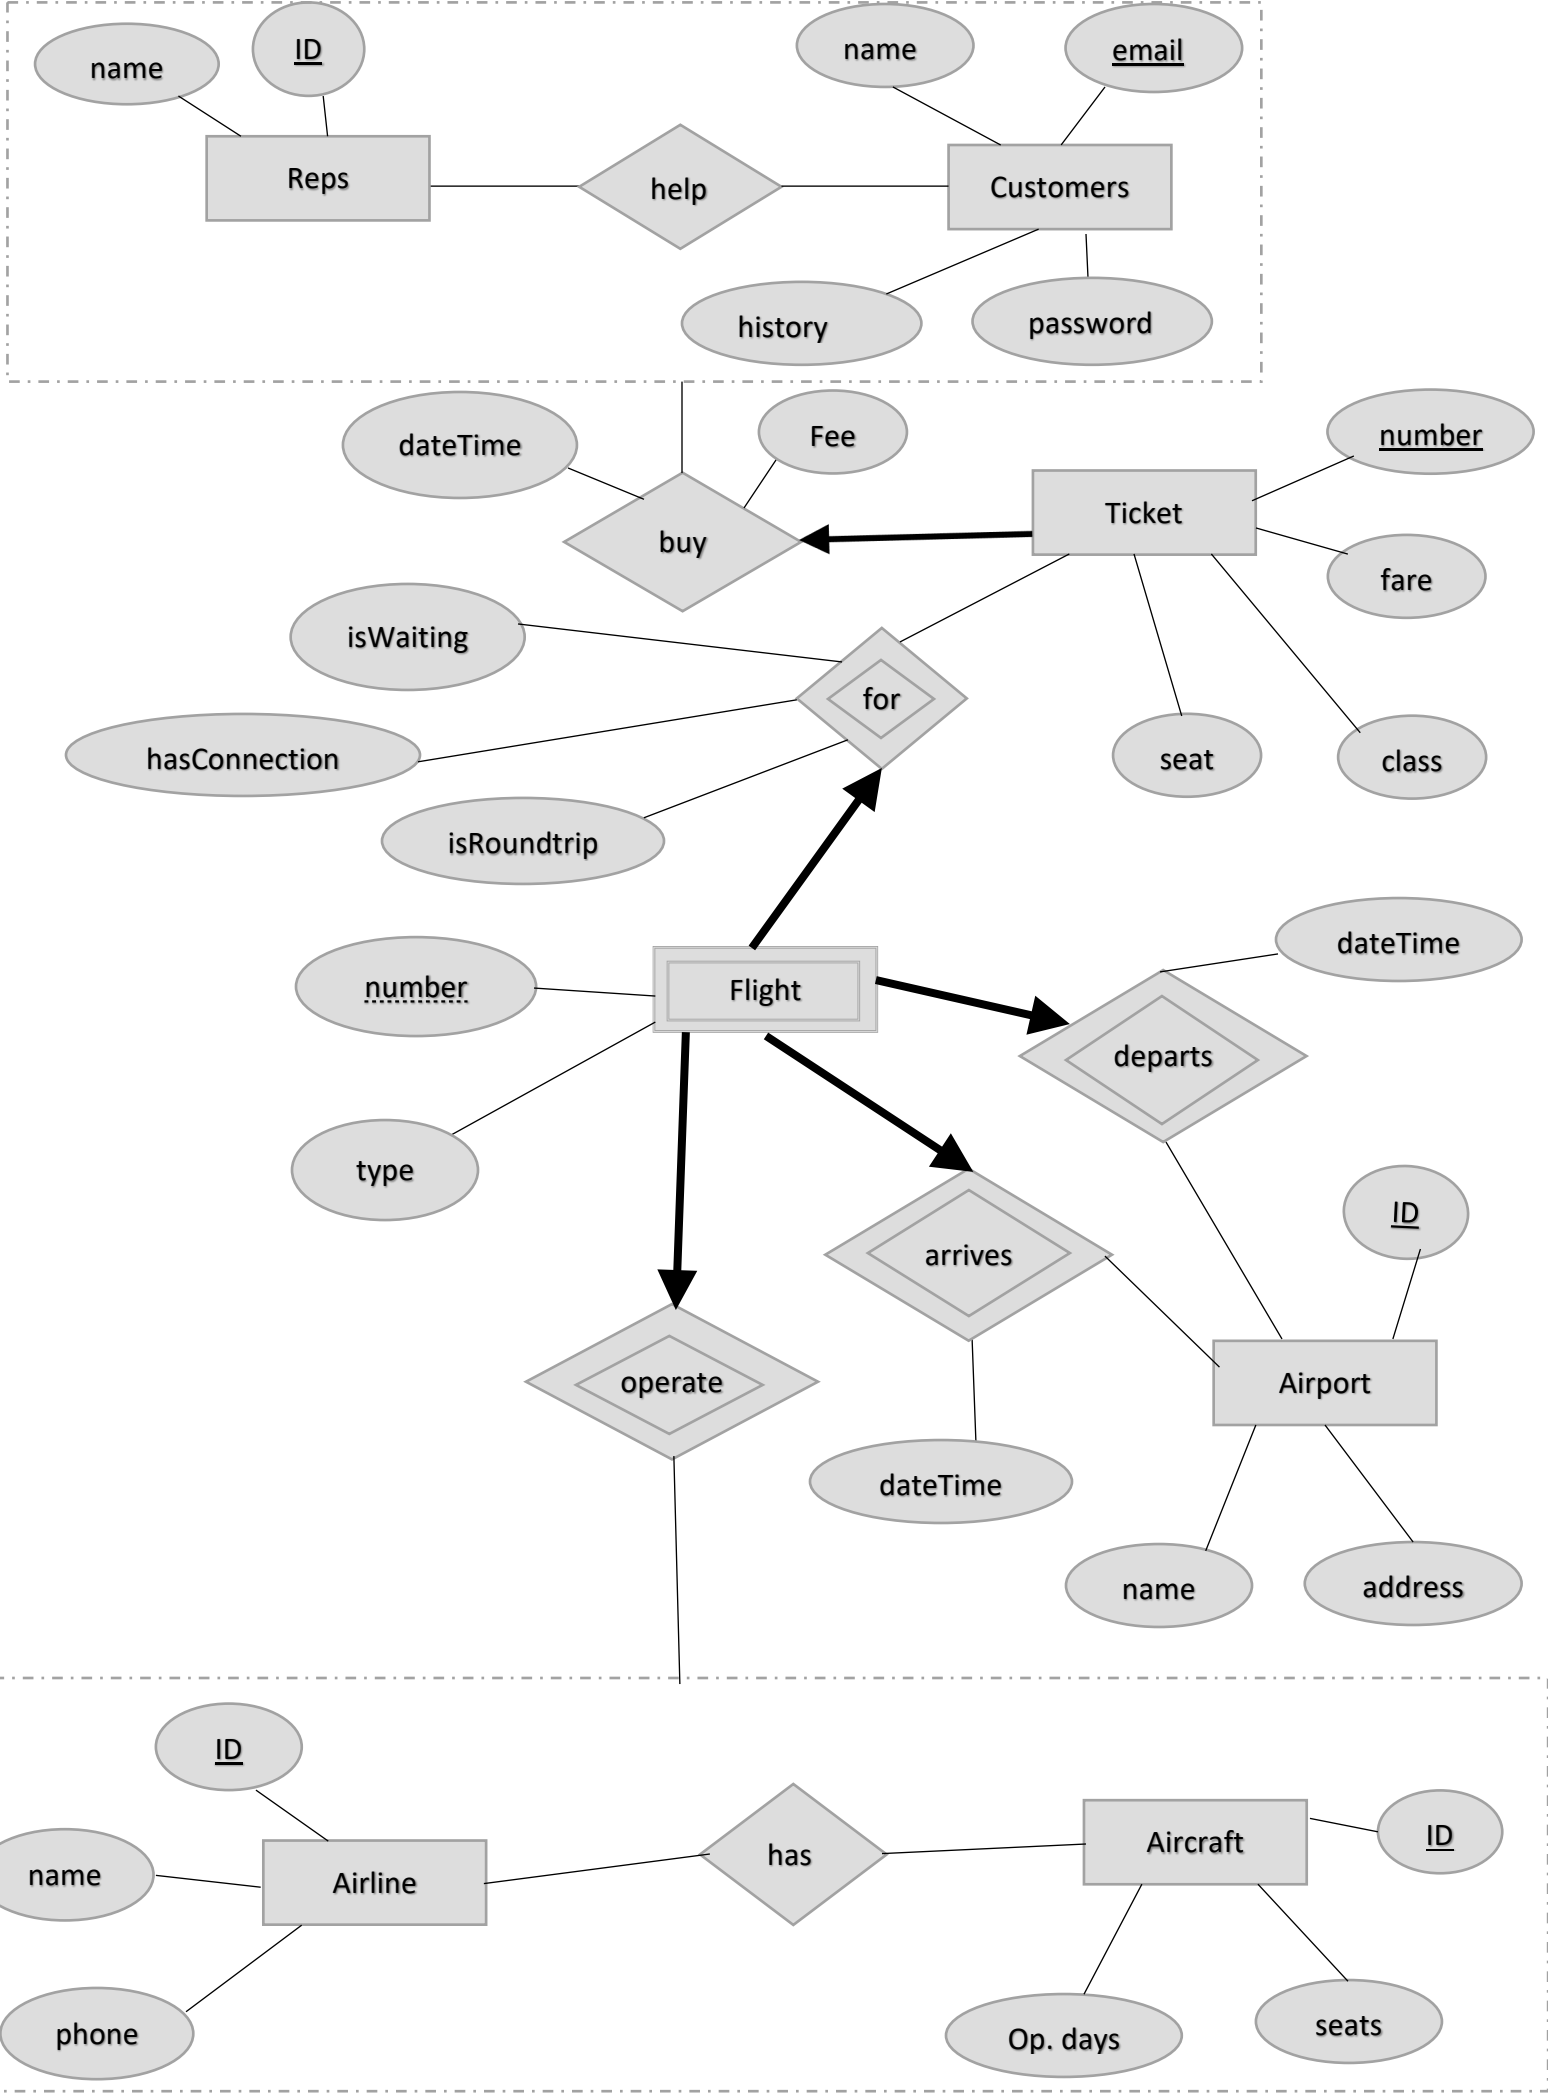 name
ID
name
email
Reps
help
Customers
history
password
dateTime
Fee
number
buy
Ticket
fare
isWaiting
for
hasConnection
seat
class
isRoundtrip
dateTime
number
Flight
departs
type
ID
arrives
operate
Airport
dateTime
name
address
ID
name
Airline
has
Aircraft
ID
phone
Op. days
seats